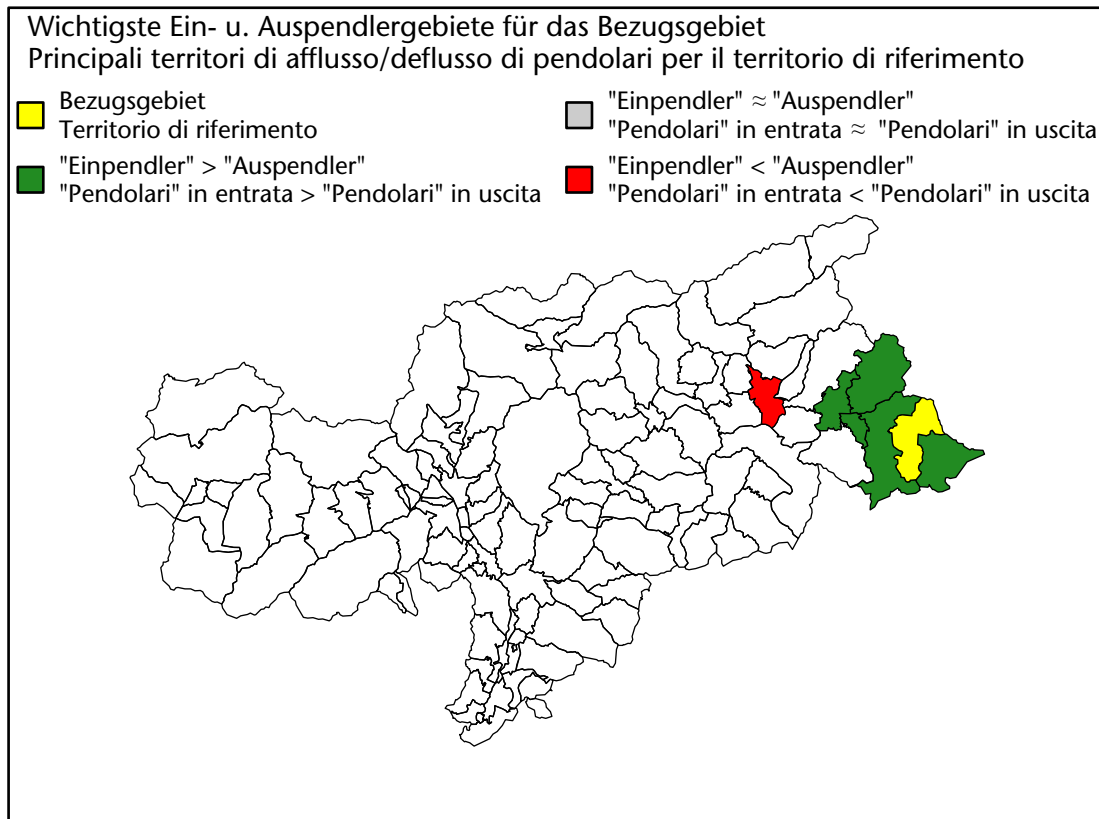 Wichtigste Ein- u. Auspendlergebiete für das Bezugsgebiet
Principali territori di afflusso/deflusso di pendolari per il territorio di riferimento
Bezugsgebiet
Territorio di riferimento
"Einpendler" > "Auspendler"
"Pendolari" in entrata > "Pendolari" in uscita
"Einpendler" ≈ "Auspendler"
"Pendolari" in entrata ≈ "Pendolari" in uscita
"Einpendler" < "Auspendler"
"Pendolari" in entrata < "Pendolari" in uscita